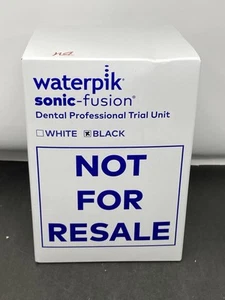 waterpik®
sonic-fusion®
Dental Professional Trial Unit
☐ WHITE ☒ BLACK
NOT
FOR
RESALE